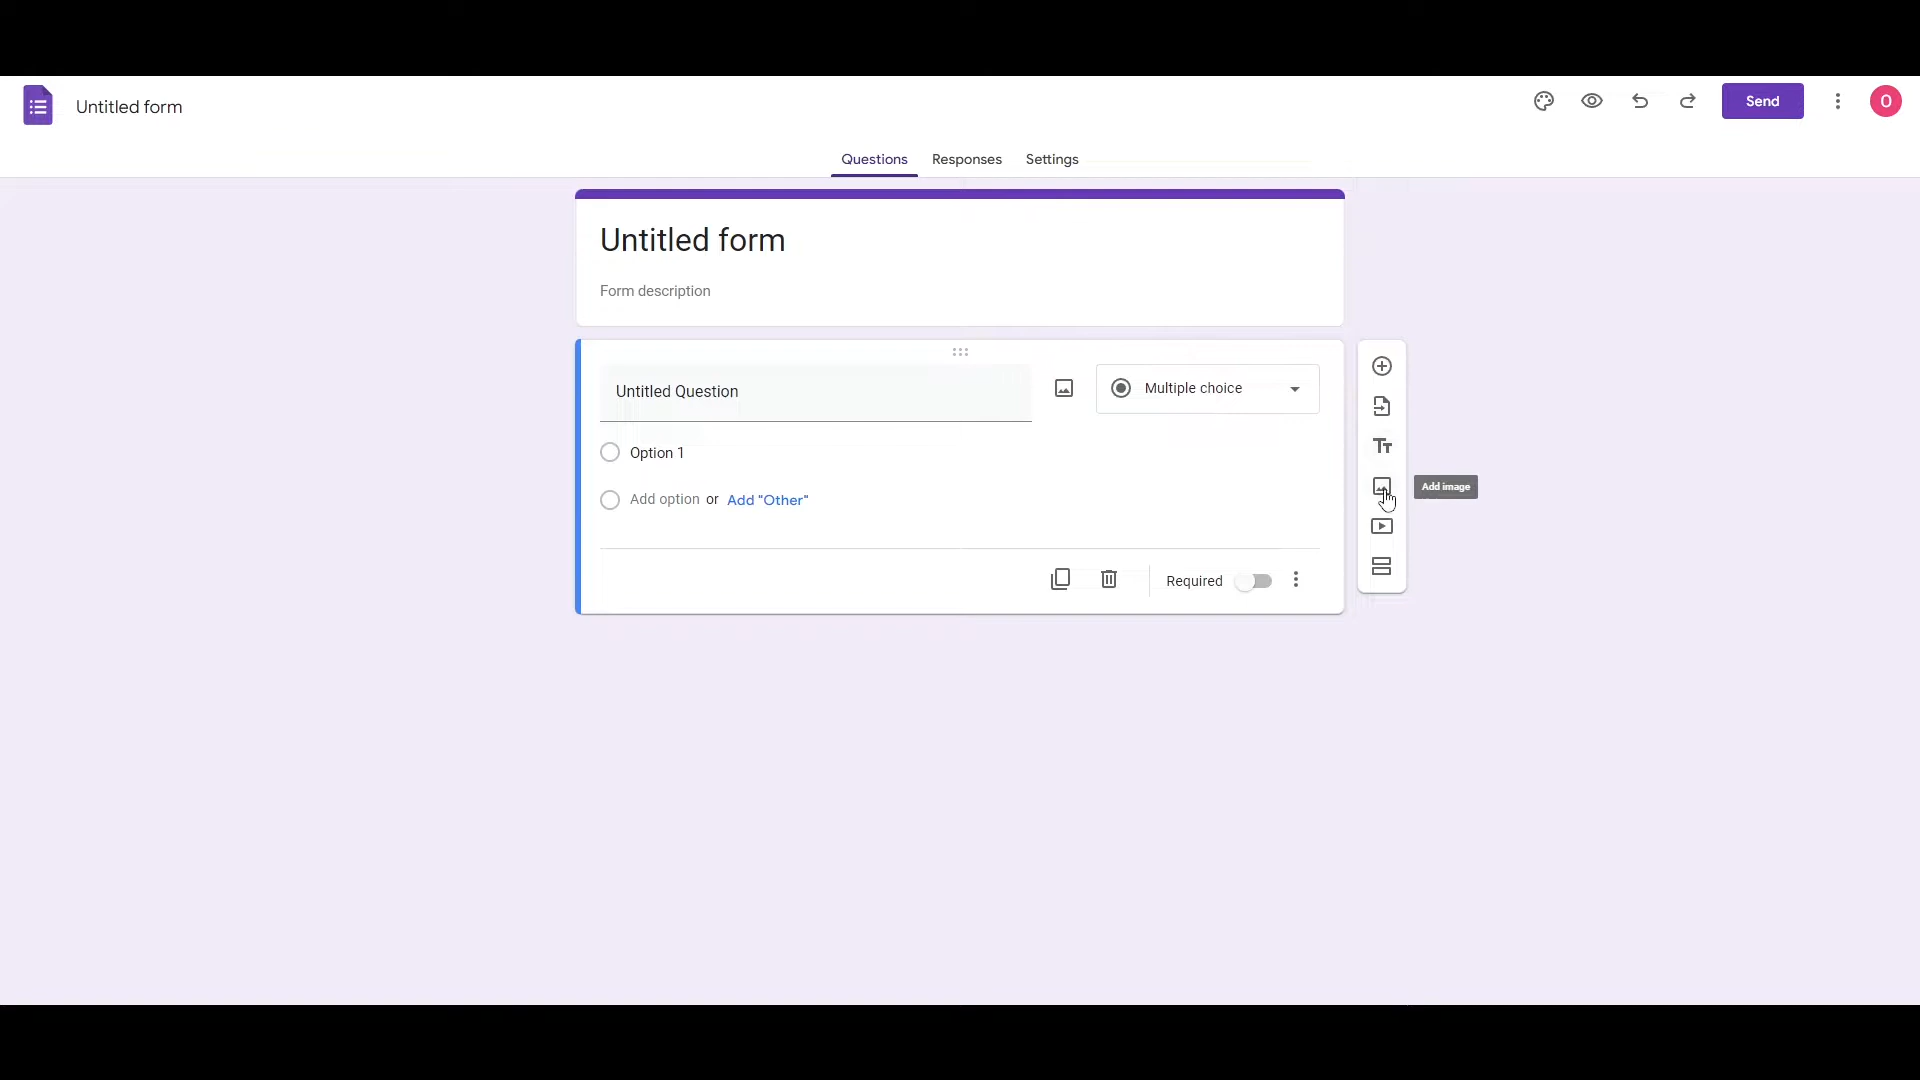 Untitled form
Send
O
Questions Responses Settings
Untitled form
Form description
Untitled Question
Multiple choice
Option 1
Add option or Add "Other"
Add image
Required